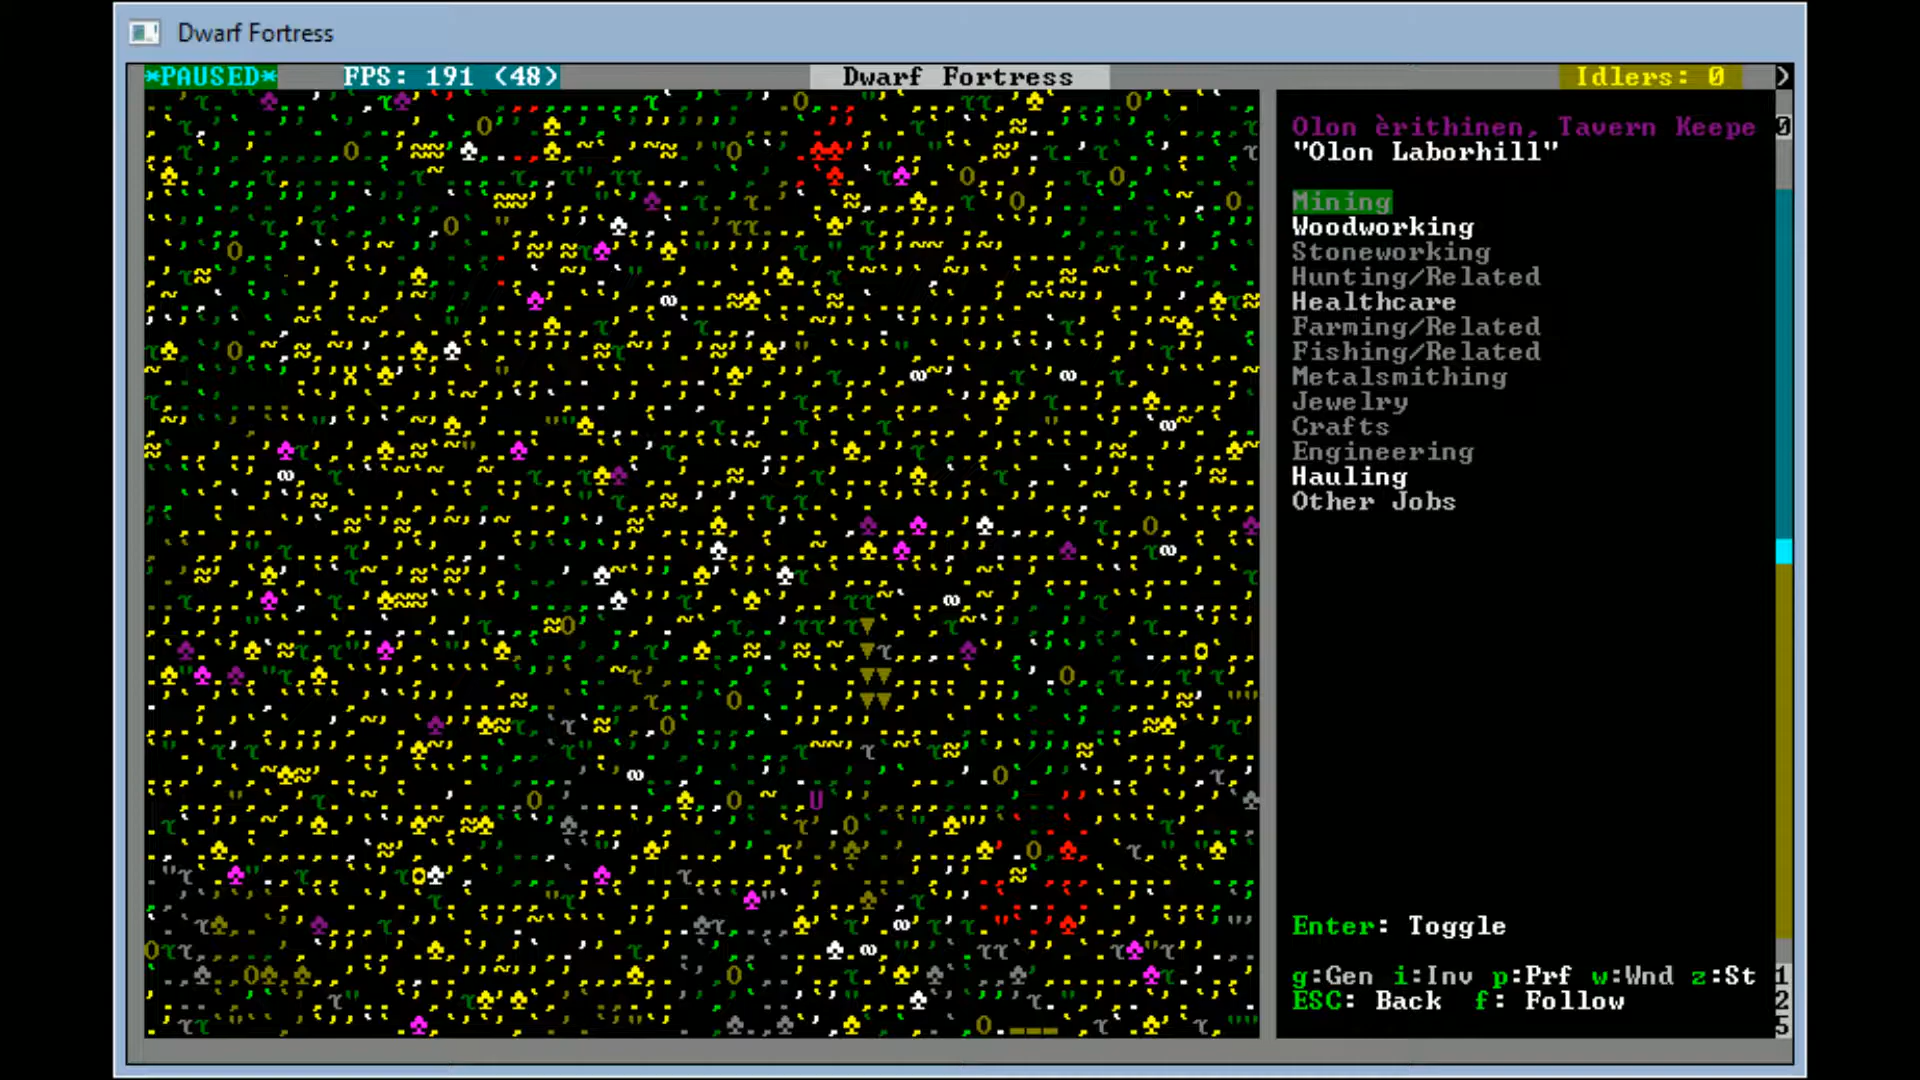 Dwarf Fortress
*PAUSED* FPS: 191 (48) Dwarf Fortress Idlers: 0
Olon èrithinen, Tavern Keepe
"Olon Laborhill"
Mining
Woodworking
Stoneworking
Hunting/Related
Healthcare
Farming/Related
Fishing/Related
Metalsmithing
Jewelry
Crafts
Engineering
Hauling
Other Jobs
Enter: Toggle
g:Gen i:Inv p:Prf w:Wnd z:St
ESC: Back f: Follow
0
125